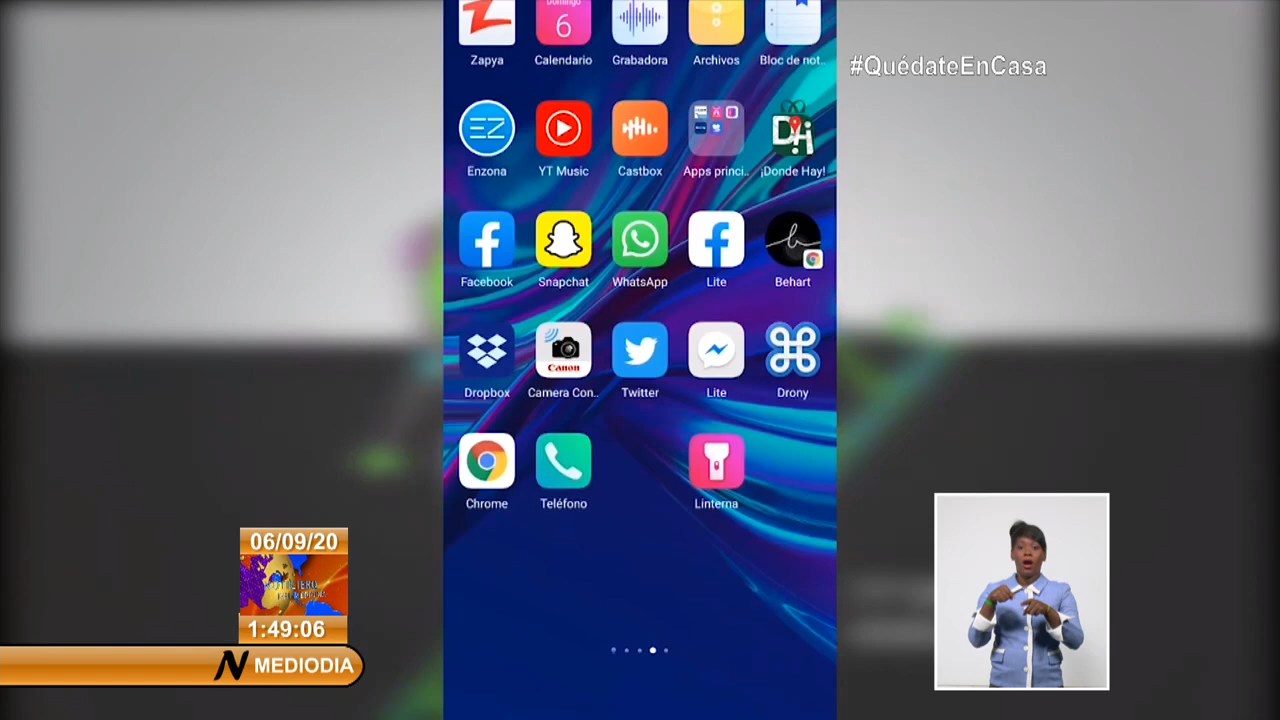 Domingo
6
Zapya
Calendario
Grabadora
Archivos
Bloc de not..
#QuédateEnCasa
EZ
D
Hi
Enzona
YT Music
Castbox
Apps princi..
¡Donde Hay!
Facebook
Snapchat
WhatsApp
Lite
Behart
Canon
Dropbox
Camera Con..
Twitter
Lite
Drony
Chrome
Teléfono
Linterna
06/09/20
1:49:06
N MEDIODIA